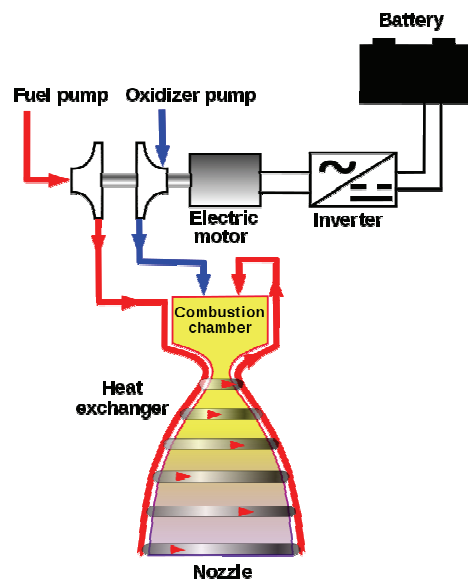 Battery
Fuel pump
Oxidizer pump
Electric
motor
Inverter
Combustion
chamber
Heat
exchanger
Nozzle